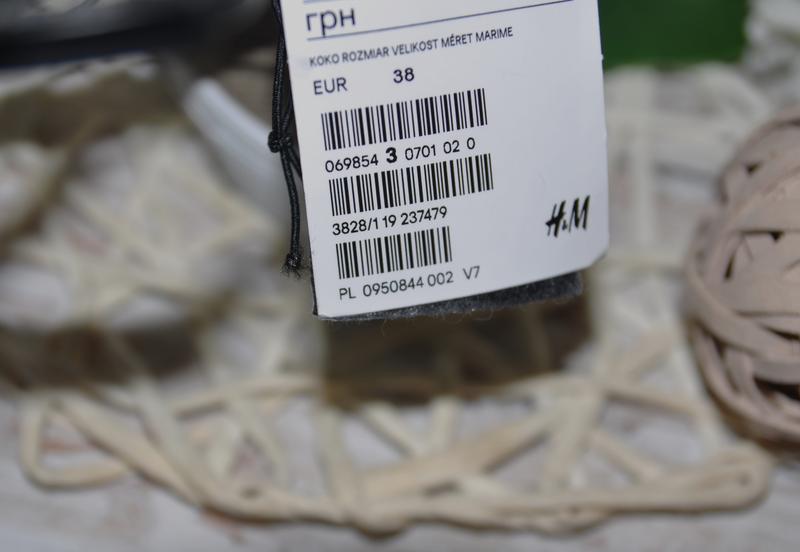 грн
KOKO ROZMIAR VELIKOST MÉRET MARIME
EUR 38
069854 3 0701 02 0
3828/1 19 237479
H&M
PL 0950844 002 V7